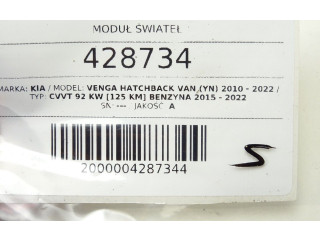 MODUŁ ŚWIATEŁ
428734
MARKA: KIA / MODEL: VENGA HATCHBACK VAN (YN) 2010 - 2022 /
TYP: CVVT 92 KW [125 KM] BENZYNA 2015 - 2022
SN: ---, JAKOŚĆ: A
2000004287344
S